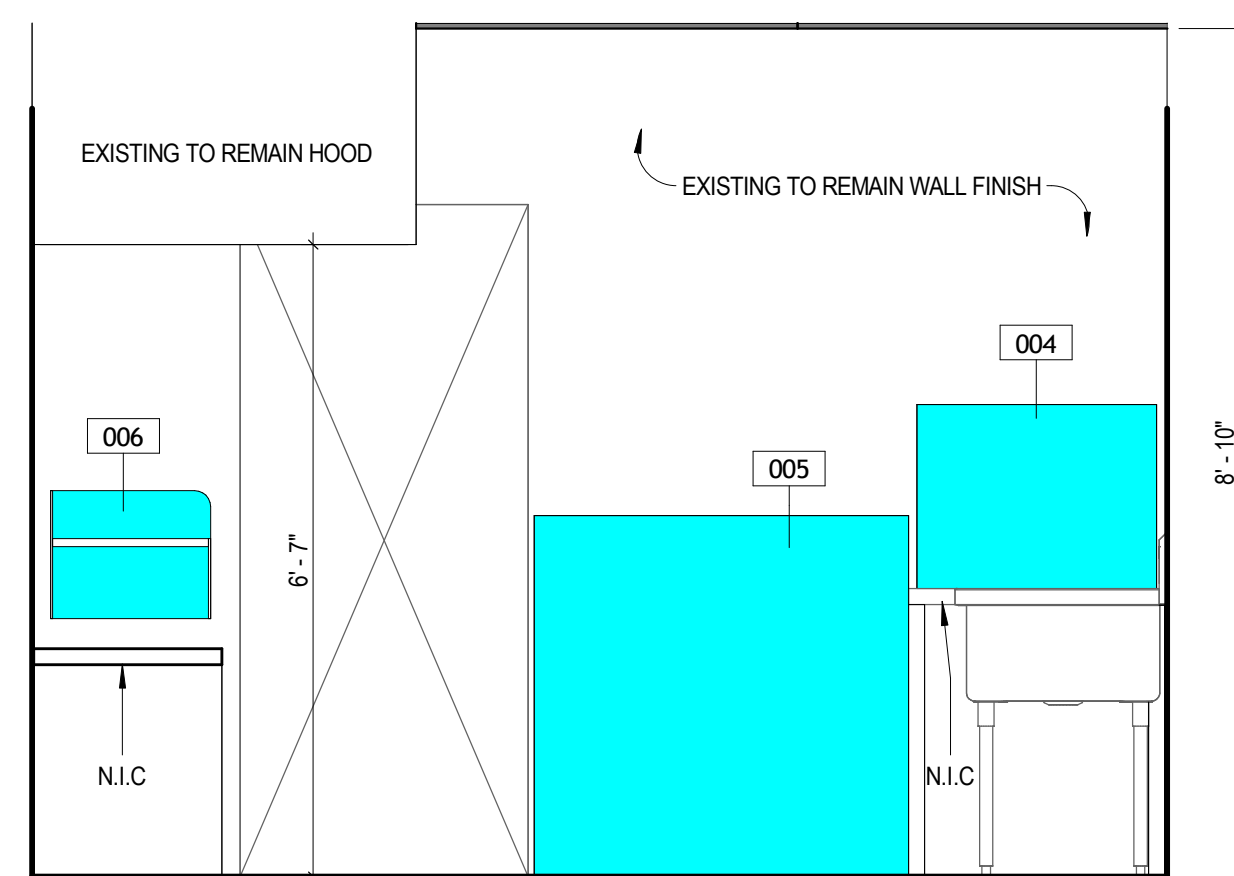 EXISTING TO REMAIN HOOD
EXISTING TO REMAIN WALL FINISH
004
006
005
8' - 10"
6' - 7"
N.I.C
N.I.C